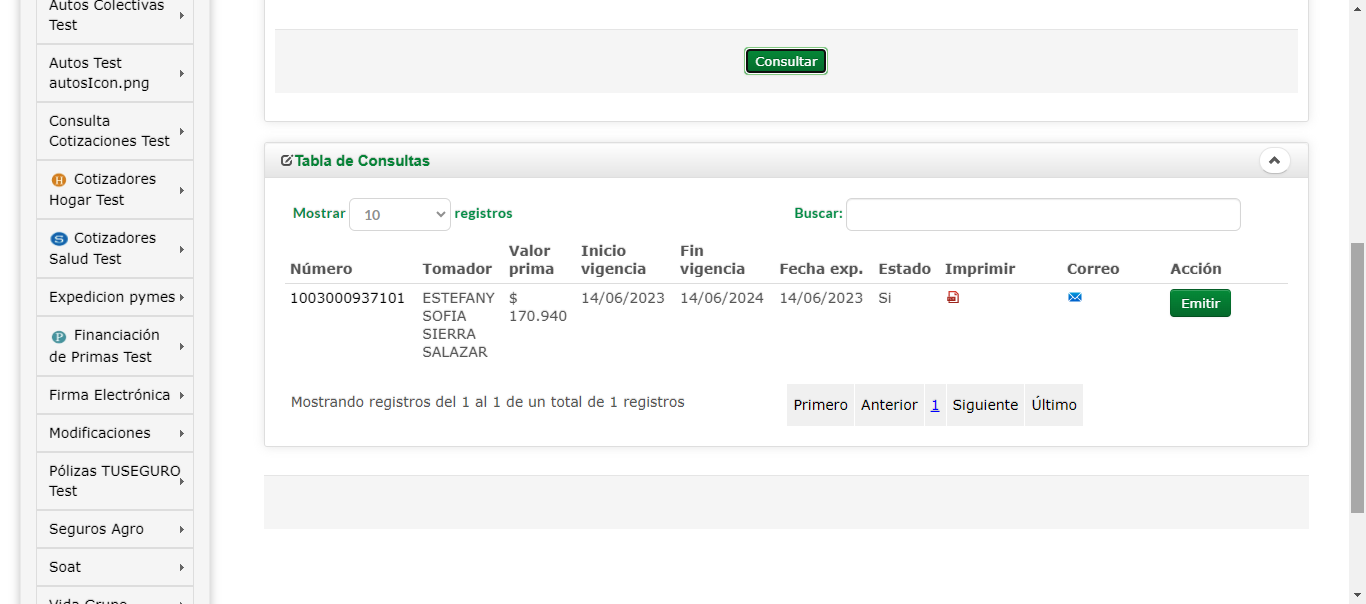 Autos Colectivas
Test
Autos Test
autosIcon.png
Consulta
Cotizaciones Test
H Cotizadores
Hogar Test
S Cotizadores
Salud Test
Expedicion pymes
P Financiación
de Primas Test
Firma Electrónica
Modificaciones
Pólizas TUSEGURO
Test
Seguros Agro
Soat
Vida Grupo
Consultar
Tabla de Consultas
Mostrar 10 registros
Buscar:
Número Tomador Valor prima Inicio vigencia Fin vigencia Fecha exp. Estado Imprimir Correo Acción
1003000937101 ESTEFANY $ 14/06/2023 14/06/2024 14/06/2023 Si Emitir
SOFIA 170.940
SIERRA
SALAZAR
Mostrando registros del 1 al 1 de un total de 1 registros
Primero Anterior 1 Siguiente Último